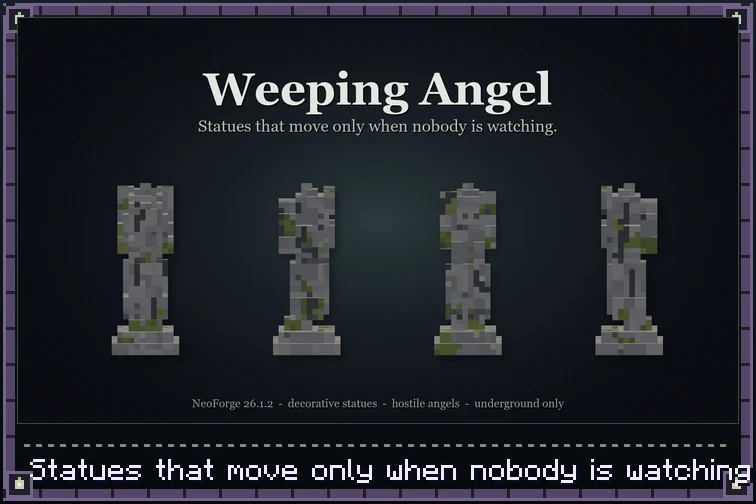 Weeping Angel
Statues that move only when nobody is watching.
NeoForge 26.1.2 - decorative statues - hostile angels - underground only
Statues that move only when nobody is watching